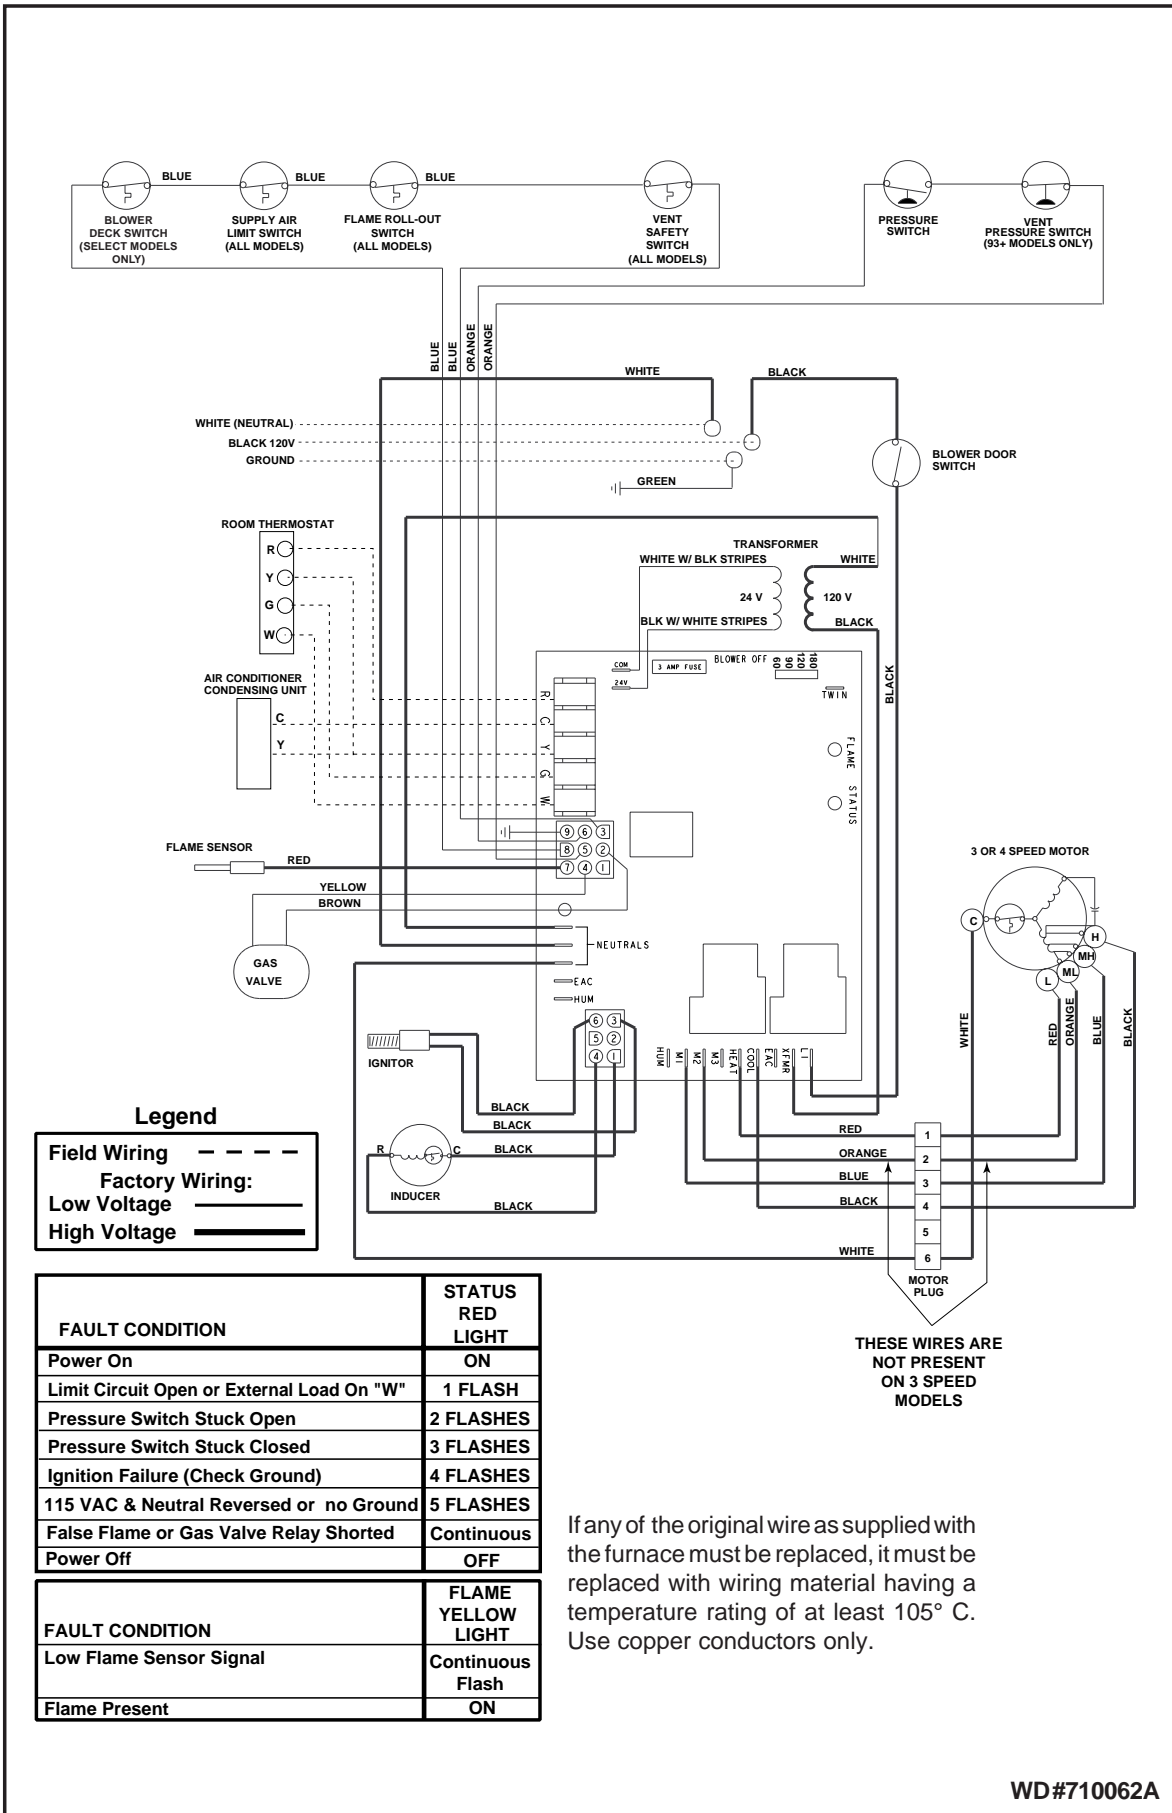 BLUE
BLUE
BLUE
BLOWER
DECK SWITCH
(SELECT MODELS
ONLY)
SUPPLY AIR
LIMIT SWITCH
(ALL MODELS)
FLAME ROLL-OUT
SWITCH
(ALL MODELS)
VENT
SAFETY
SWITCH
(ALL MODELS)
PRESSURE
SWITCH
VENT
PRESSURE SWITCH
(93+ MODELS ONLY)
BLUE
BLUE
ORANGE
ORANGE
WHITE
BLACK
WHITE (NEUTRAL)
BLACK 120V
GROUND
GREEN
BLOWER DOOR
SWITCH
ROOM THERMOSTAT
R
Y
G
W
TRANSFORMER
WHITE W/ BLK STRIPES
WHITE
24 V
120 V
BLK W/ WHITE STRIPES
BLACK
BLACK
AIR CONDITIONER
CONDENSING UNIT
C
Y
COM
24V
3 AMP FUSE
BLOWER OFF
60
90
120
180
TWIN
R
C
Y
G
W
FLAME
STATUS
9 6 3
8 5 2
7 4 1
FLAME SENSOR
RED
YELLOW
BROWN
GAS
VALVE
NEUTRALS
EAC
HUM
3 OR 4 SPEED MOTOR
C
H
MH
ML
L
WHITE
RED
ORANGE
BLUE
BLACK
6 3
5 2
4 1
HUM
M1
M2
M3
HEAT
COOL
EAC
XFMR
L1
IGNITOR
BLACK
BLACK
R
C
BLACK
INDUCER
BLACK
RED
1
ORANGE
2
BLUE
3
BLACK
4
5
WHITE
6
MOTOR
PLUG
THESE WIRES ARE
NOT PRESENT
ON 3 SPEED
MODELS
Legend
Field Wiring
Factory Wiring:
Low Voltage
High Voltage
FAULT CONDITION
STATUS
RED
LIGHT
Power On ON
Limit Circuit Open or External Load On "W" 1 FLASH
Pressure Switch Stuck Open 2 FLASHES
Pressure Switch Stuck Closed 3 FLASHES
Ignition Failure (Check Ground) 4 FLASHES
115 VAC & Neutral Reversed or no Ground 5 FLASHES
False Flame or Gas Valve Relay Shorted Continuous
Power Off OFF
FAULT CONDITION
FLAME
YELLOW
LIGHT
Low Flame Sensor Signal Continuous
Flash
Flame Present ON
If any of the original wire as supplied with
the furnace must be replaced, it must be
replaced with wiring material having a
temperature rating of at least 105° C.
Use copper conductors only.
WD#710062A